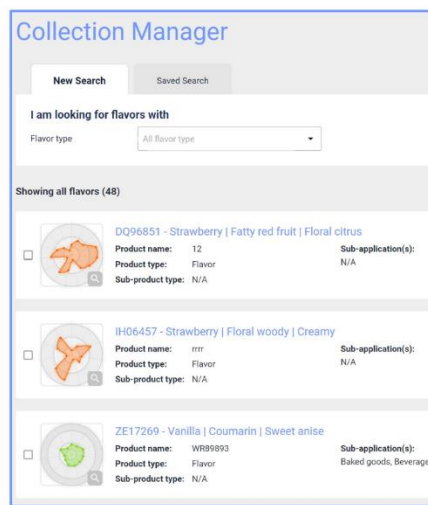 Collection Manager
New Search
Saved Search
I am looking for flavors with
Flavor type
All flavor type
Showing all flavors (48)
DQ96851 - Strawberry | Fatty red fruit | Floral citrus
Product name: 12 Sub-application(s):
Product type: Flavor N/A
Sub-product type: N/A
IH06457 - Strawberry | Floral woody | Creamy
Product name: rrrr Sub-application(s):
Product type: Flavor N/A
Sub-product type: N/A
ZE17269 - Vanilla | Coumarin | Sweet anise
Product name: WR89893 Sub-application(s):
Product type: Flavor Baked goods, Beverage
Sub-product type: N/A